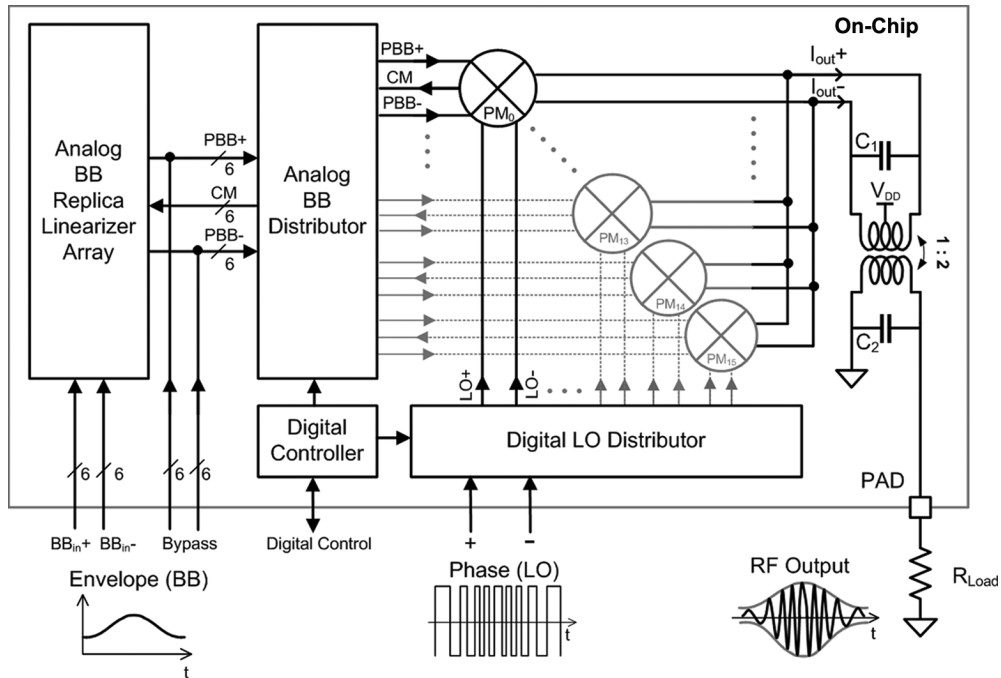 On-Chip
PBB+
CM
PBB-
PM0
Iout+
Iout-
Analog
BB
Replica
Linearizer
Array
PBB+
6
CM
6
PBB-
6
Analog
BB
Distributor
C1
VDD
1 : 2
C2
PM13
PM14
PM15
LO+
LO-
Digital
Controller
Digital LO Distributor
PAD
6
6
6
6
BBin+
BBin-
Bypass
Digital Control
+
-
Envelope (BB)
t
Phase (LO)
t
RF Output
t
RLoad